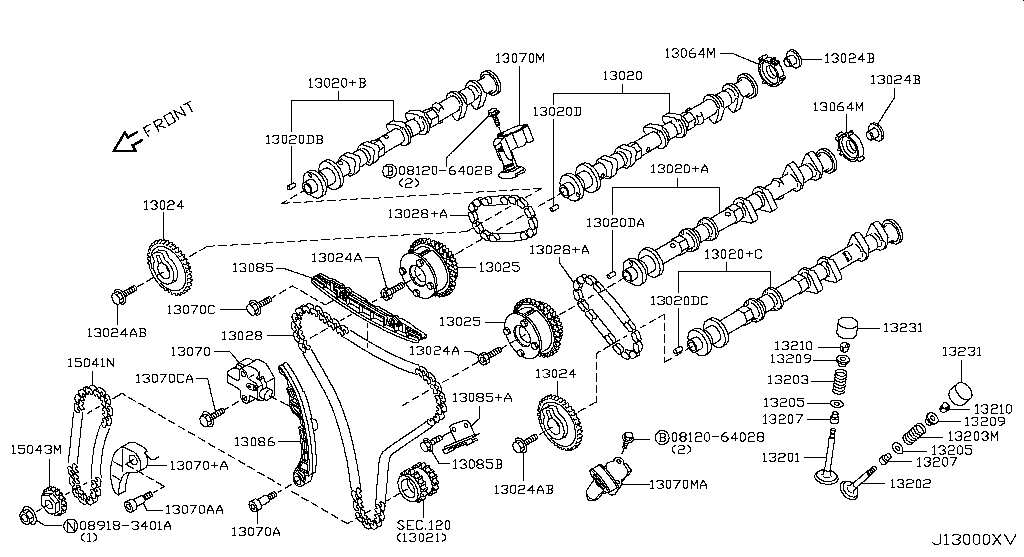 13070M
13064M
13024B
13020+B
13020
13024B
13020D
13064M
13020DB
B08120-6402B
(2)
13020+A
13024
13028+A
13020DA
13028+A
13020+C
FRONT
13024A
13085
13025
13020DC
13070C
13024AB
13028
13025
13231
13210
13209
13231
13070
13024A
15041N
13070CA
13024
13203
13085+A
13205
13210
13207
13209
13203M
13086
B08120-64028
(2)
13205
15043M
13070+A
13085B
13201
13207
13202
13024AB
13070MA
13070AA
N08918-3401A
(1)
13070A
SEC.120
(13021)
J13000XV